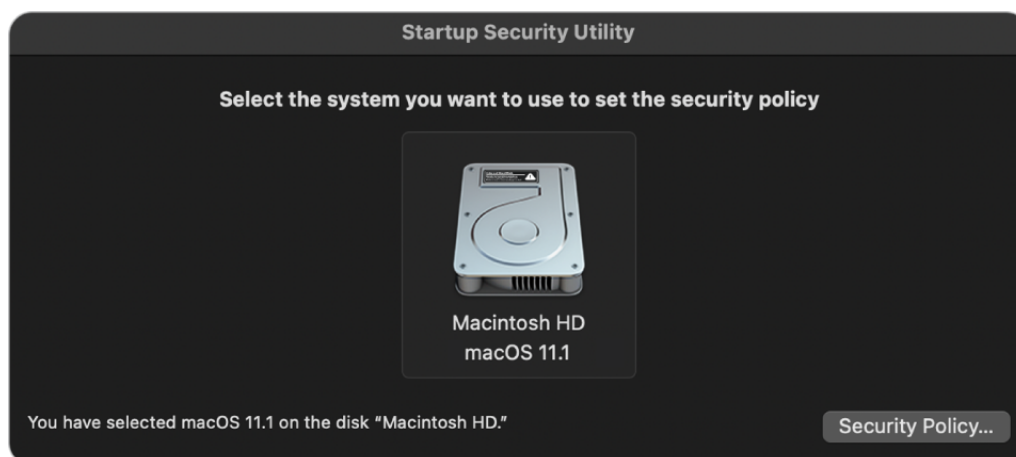 Startup Security Utility
Select the system you want to use to set the security policy
Macintosh HD
macOS 11.1
You have selected macOS 11.1 on the disk “Macintosh HD.”
Security Policy...